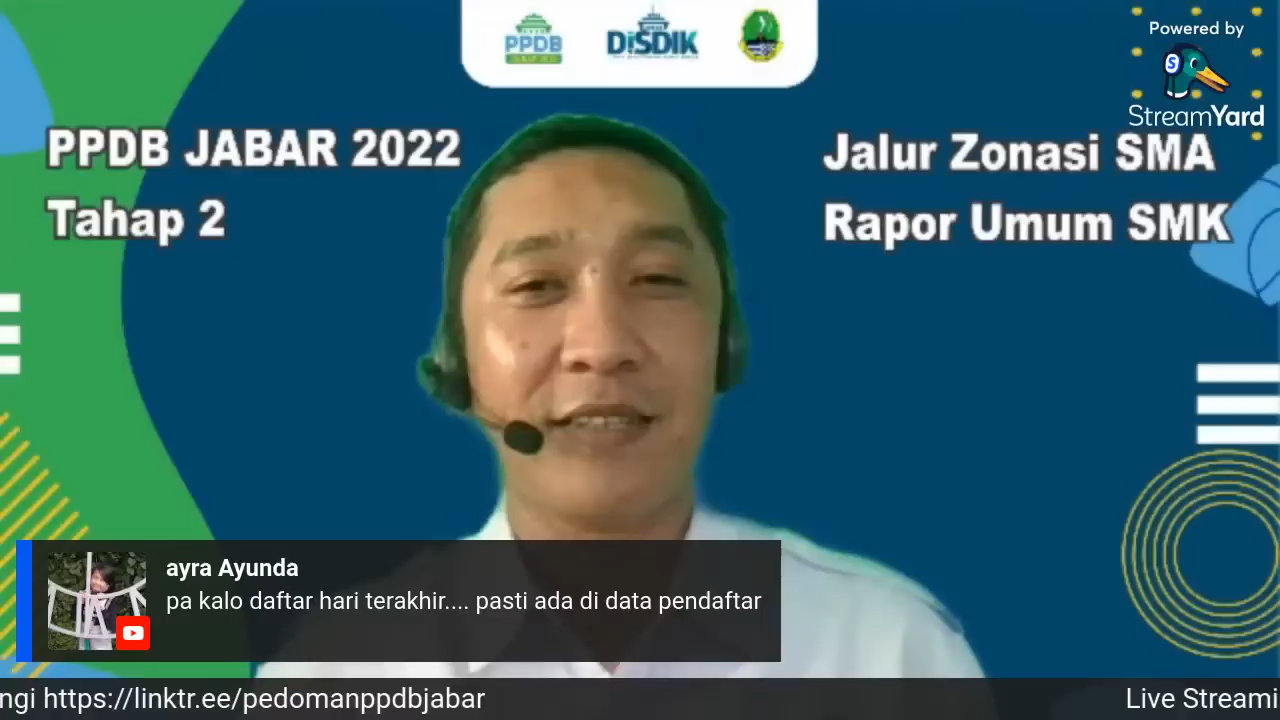 PPDB
DiSDIK
Powered by
StreamYard
PPDB JABAR 2022
Tahap 2
Jalur Zonasi SMA
Rapor Umum SMK
ayra Ayunda
pa kalo daftar hari terakhir.... pasti ada di data pendaftar
ngi https://linktr.ee/pedomanppdbjabar
Live Streami